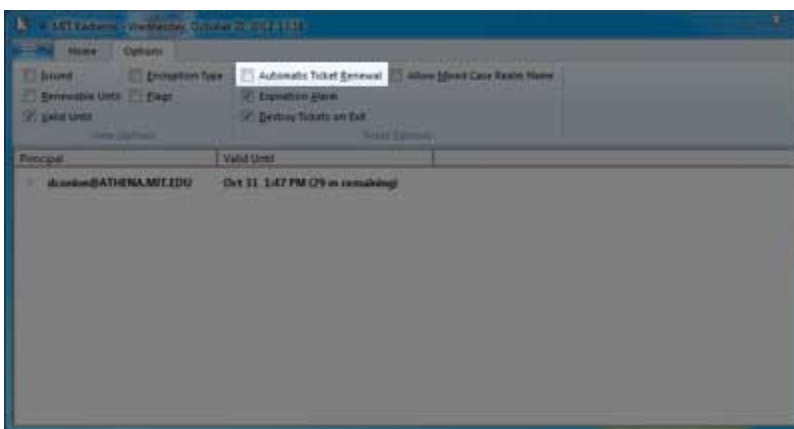 MIT Kerberos - Wednesday, October 31, 2012 13:18
Home Options
Issued Encryption Type Automatic Ticket Renewal Allow Mixed Case Realm Name
Renewable Until Flags Expiration Alarm
Valid Until Destroy Tickets on Exit
View Options Ticket Options
Principal Valid Until
@ATHENA.MIT.EDU Oct 31 1:47 PM (29 m remaining)